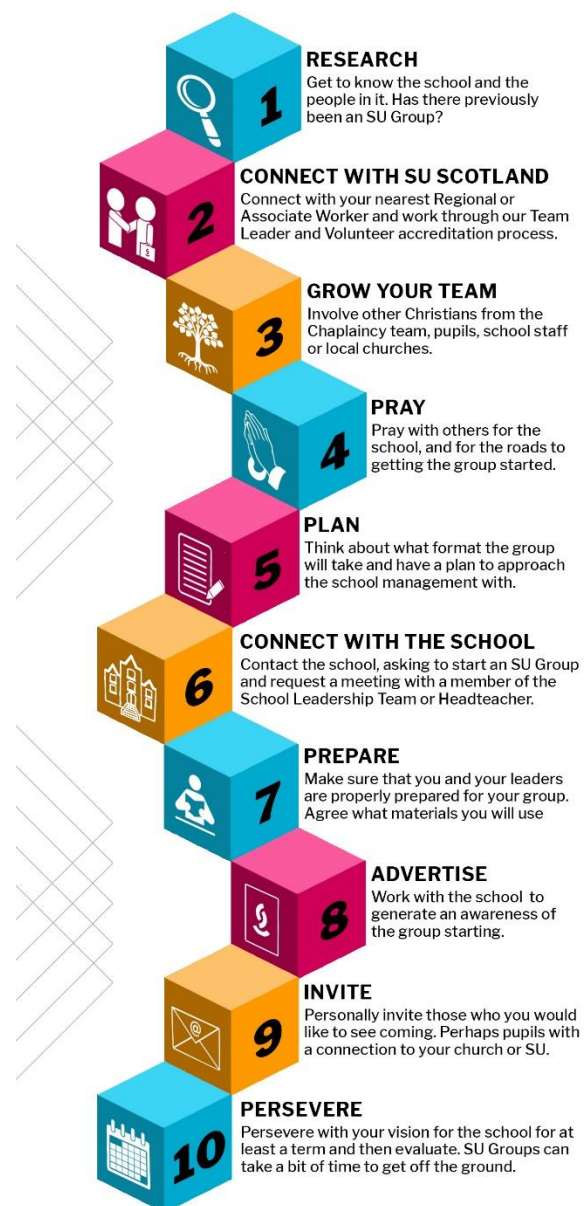 1
RESEARCH
Get to know the school and the
people in it. Has there previously
been an SU Group?
2
CONNECT WITH SU SCOTLAND
Connect with your nearest Regional or
Associate Worker and work through our Team
Leader and Volunteer accreditation process.
3
GROW YOUR TEAM
Involve other Christians from the
Chaplaincy team, pupils, school staff
or local churches.
4
PRAY
Pray with others for the
school, and for the roads to
getting the group started.
5
PLAN
Think about what format the group
will take and have a plan to approach
the school management with.
6
CONNECT WITH THE SCHOOL
Contact the school, asking to start an SU Group
and request a meeting with a member of the
School Leadership Team or Headteacher.
7
PREPARE
Make sure that you and your leaders
are properly prepared for your group.
Agree what materials you will use
8
ADVERTISE
Work with the school to
generate an awareness of
the group starting.
9
@
INVITE
Personally invite those who you would
like to see coming. Perhaps pupils with
a connection to your church or SU.
10
PERSEVERE
Persevere with your vision for the school for at
least a term and then evaluate. SU Groups can
take a bit of time to get off the ground.